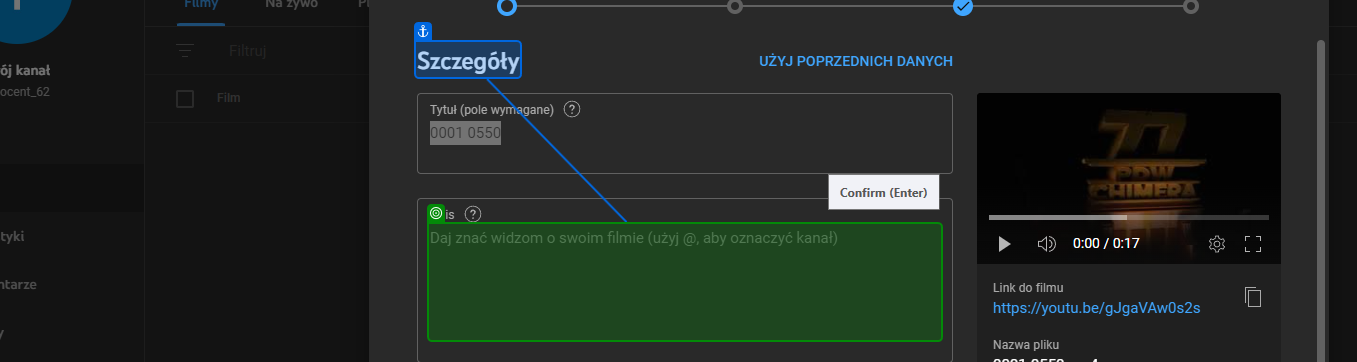 Filmy
Na żywo
Filtruj
ój kanał
ocent_62
Film
tyki
ntarze
y
Szczegóły
UŻYJ POPRZEDNICH DANYCH
Tytuł (pole wymagane) ?
0001 0550
Confirm (Enter)
is ?
Daj znać widzom o swoim filmie (użyj @, aby oznaczyć kanał)
77
PDW
CHIMERA
0:00 / 0:17
Link do filmu
https://youtu.be/gJgaVAw0s2s
Nazwa pliku